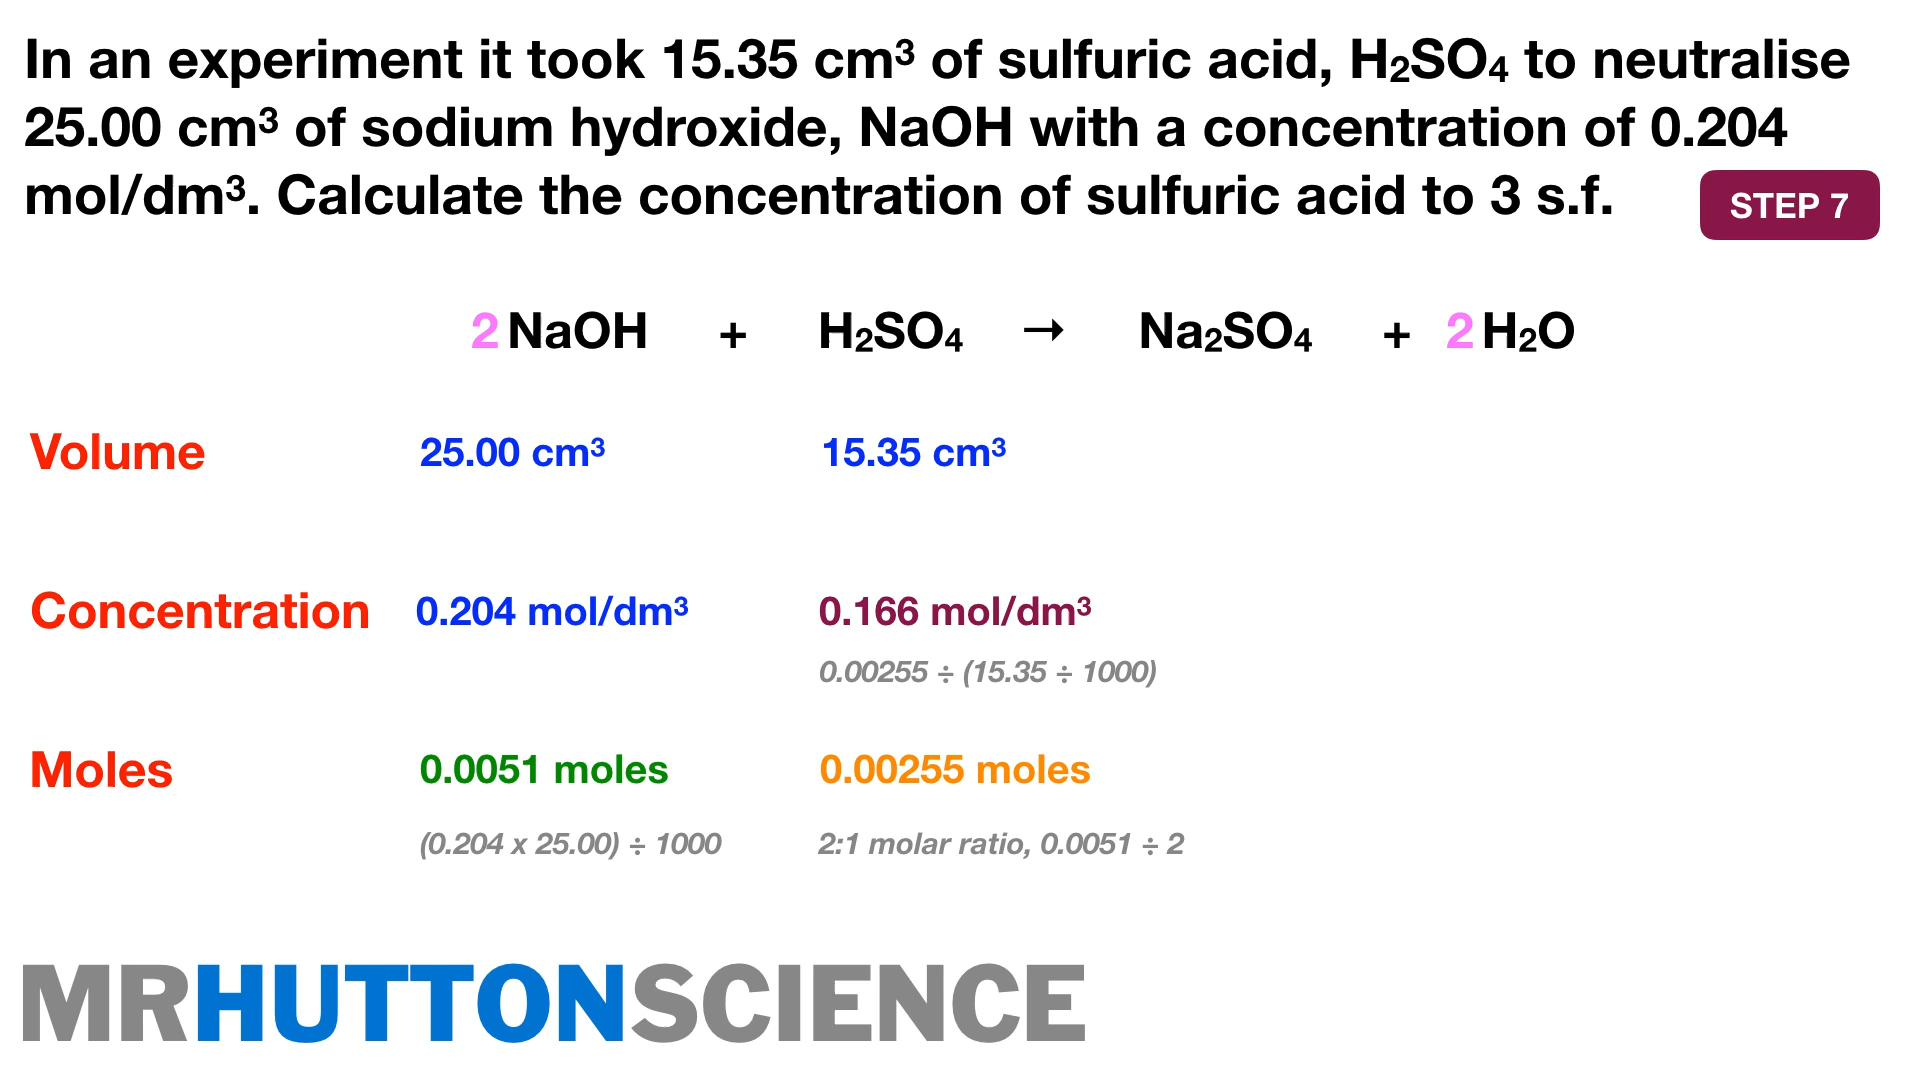 In an experiment it took 15.35 cm³ of sulfuric acid, H₂SO₄ to neutralise
25.00 cm³ of sodium hydroxide, NaOH with a concentration of 0.204
mol/dm³. Calculate the concentration of sulfuric acid to 3 s.f.
STEP 7
2 NaOH + H₂SO₄ → Na₂SO₄ + 2 H₂O
Volume 25.00 cm³ 15.35 cm³
Concentration 0.204 mol/dm³ 0.166 mol/dm³
0.00255 ÷ (15.35 ÷ 1000)
Moles 0.0051 moles 0.00255 moles
(0.204 x 25.00) ÷ 1000 2:1 molar ratio, 0.0051 ÷ 2
MRHUTTONSCIENCE